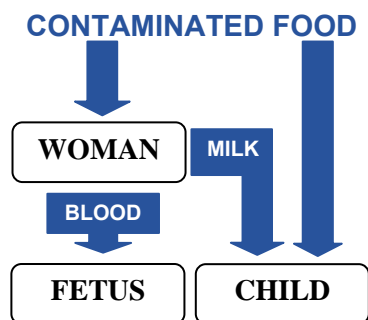 CONTAMINATED FOOD
WOMAN
MILK
BLOOD
FETUS
CHILD